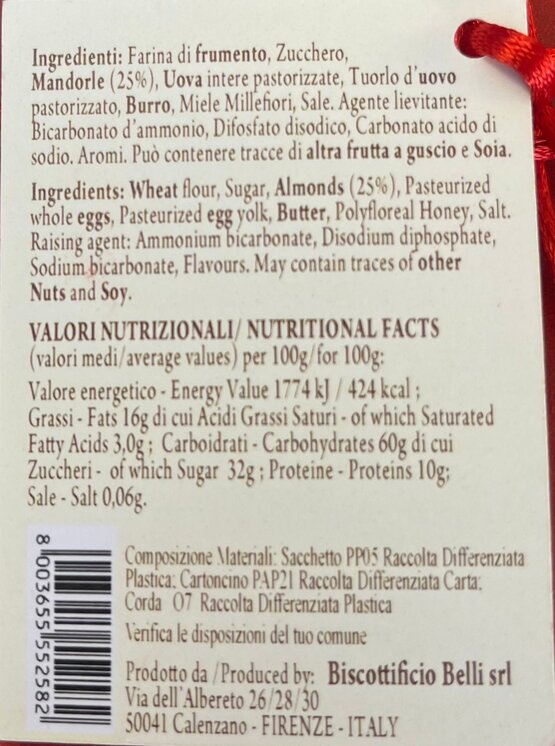 Ingredienti: Farina di frumento, Zucchero,
Mandorle (25%), Uova intere pastorizzate, Tuorlo d'uovo
pastorizzato, Burro, Miele Millefiori, Sale. Agente lievitante:
Bicarbonato d'ammonio, Difosfato disodico, Carbonato acido di
sodio. Aromi. Può contenere tracce di altra frutta a guscio e Soia.
Ingredients: Wheat flour, Sugar, Almonds (25%), Pasteurized
whole eggs, Pasteurized egg yolk, Butter, Polyfloreal Honey, Salt.
Raising agent: Ammonium bicarbonate, Disodium diphosphate,
Sodium bicarbonate, Flavours. May contain traces of other
Nuts and Soy.
VALORI NUTRIZIONALI/ NUTRITIONAL FACTS
(valori medi/average values) per 100g/for 100g:
Valore energetico - Energy Value 1774 kJ / 424 kcal ;
Grassi - Fats 16g di cui Acidi Grassi Saturi - of which Saturated
Fatty Acids 3,0g ; Carboidrati - Carbohydrates 60g di cui
Zuccheri - of which Sugar 32g ; Proteine - Proteins 10g;
Sale - Salt 0,06g.
8 003655 552582
Composizione Materiali: Sacchetto PP05 Raccolta Differenziata
Plastica: Cartoncino PAP21 Raccolta Differenziata Carta:
Corda 07 Raccolta Differenziata Plastica
Verifica le disposizioni del tuo comune
Prodotto da /Produced by: Biscottificio Belli srl
Via dell'Albereto 26/28/30
50041 Calenzano - FIRENZE - ITALY